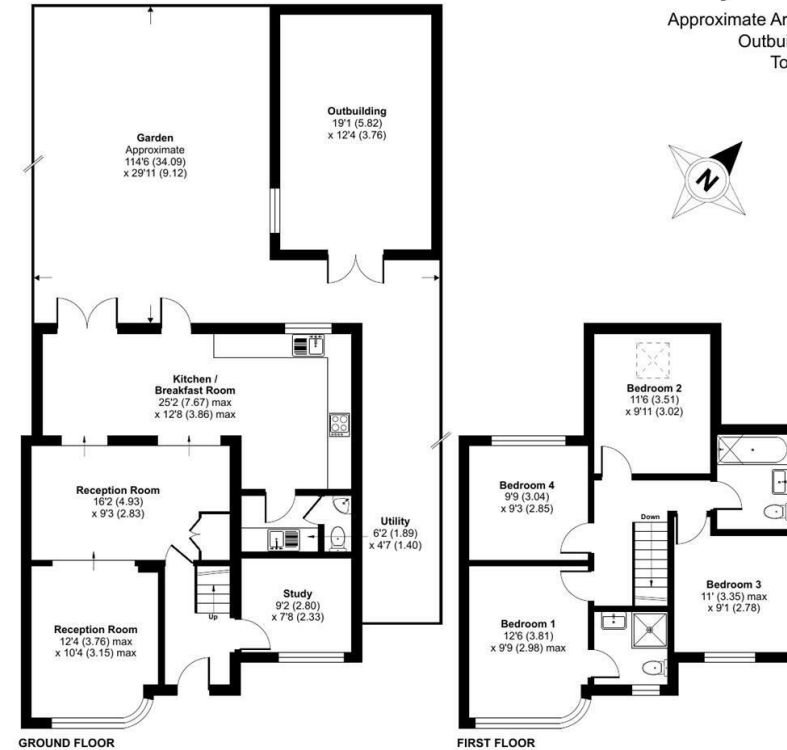 Approximate Ar
Outbui
To
Outbuilding
19'1 (5.82)
x 12'4 (3.76)
Garden
Approximate
114'6 (34.09)
x 29'11 (9.12)
N
Kitchen /
Breakfast Room
25'2 (7.67) max
x 12'8 (3.86) max
Reception Room
16'2 (4.93)
x 9'3 (2.83)
Utility
6'2 (1.89)
x 4'7 (1.40)
Study
9'2 (2.80)
x 7'8 (2.33)
Up
Reception Room
12'4 (3.76) max
x 10'4 (3.15) max
GROUND FLOOR
Bedroom 2
11'6 (3.51)
x 9'11 (3.02)
Bedroom 4
9'9 (3.04)
x 9'3 (2.85)
Down
Bedroom 3
11' (3.35) max
x 9'1 (2.78)
Bedroom 1
12'6 (3.81)
x 9'9 (2.98) max
FIRST FLOOR